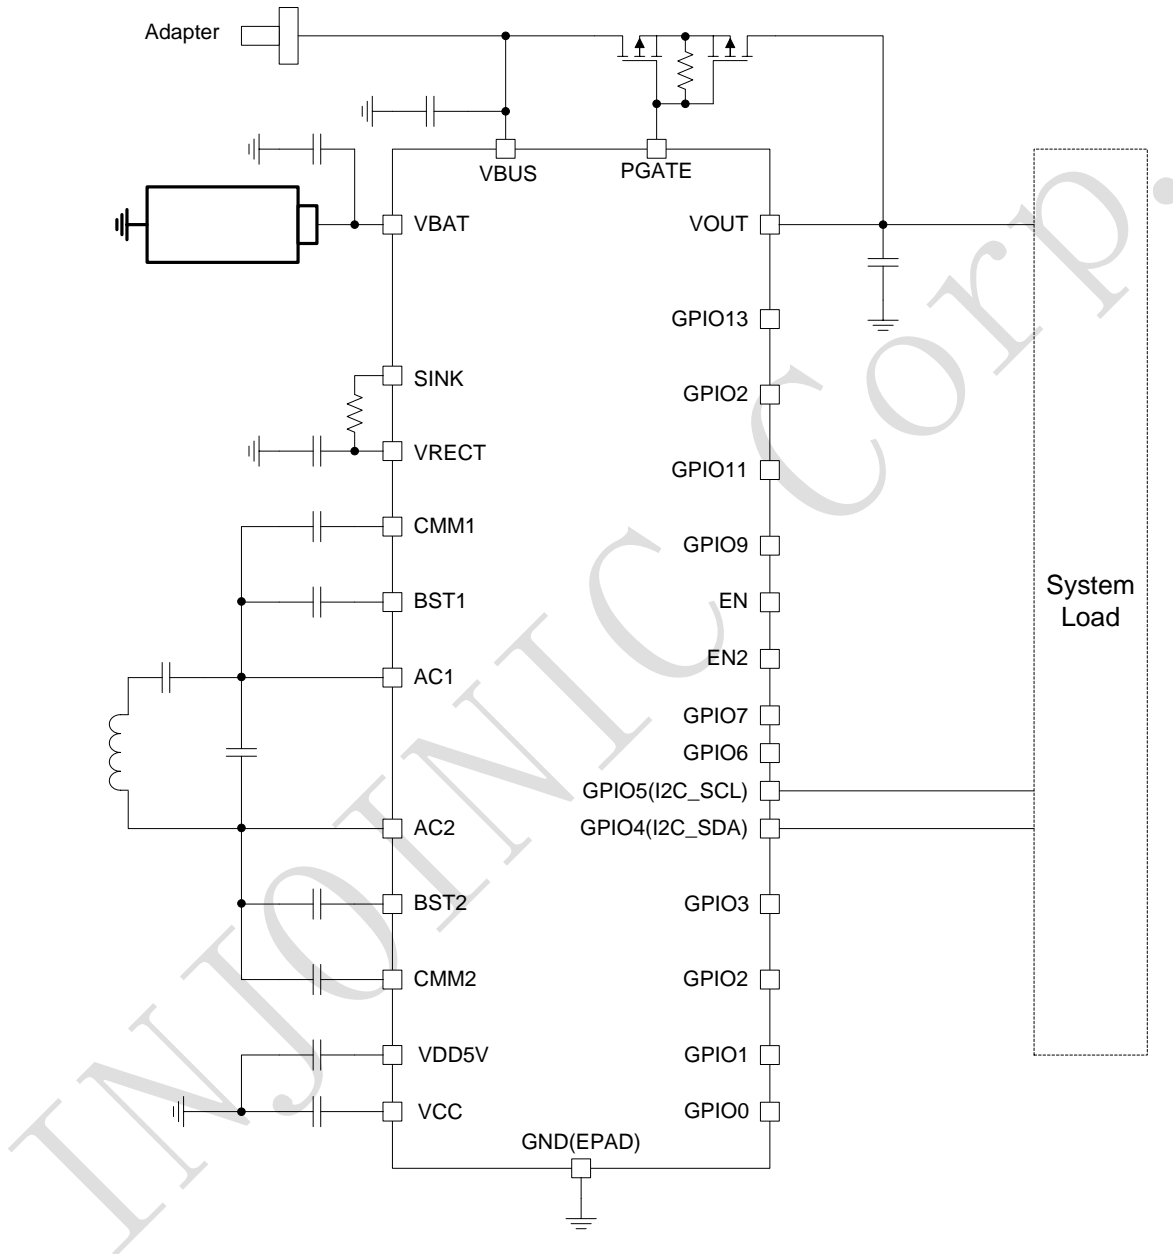 Adapter
VBUS
PGATE
VBAT
VOUT
GPIO13
SINK
GPIO2
VRECT
GPIO11
CMM1
GPIO9
BST1
EN
System
Load
EN2
AC1
GPIO7
GPIO6
GPIO5(I2C_SCL)
AC2
GPIO4(I2C_SDA)
BST2
GPIO3
CMM2
GPIO2
VDD5V
GPIO1
VCC
GPIO0
GND(EPAD)
INJOINIC Corp.